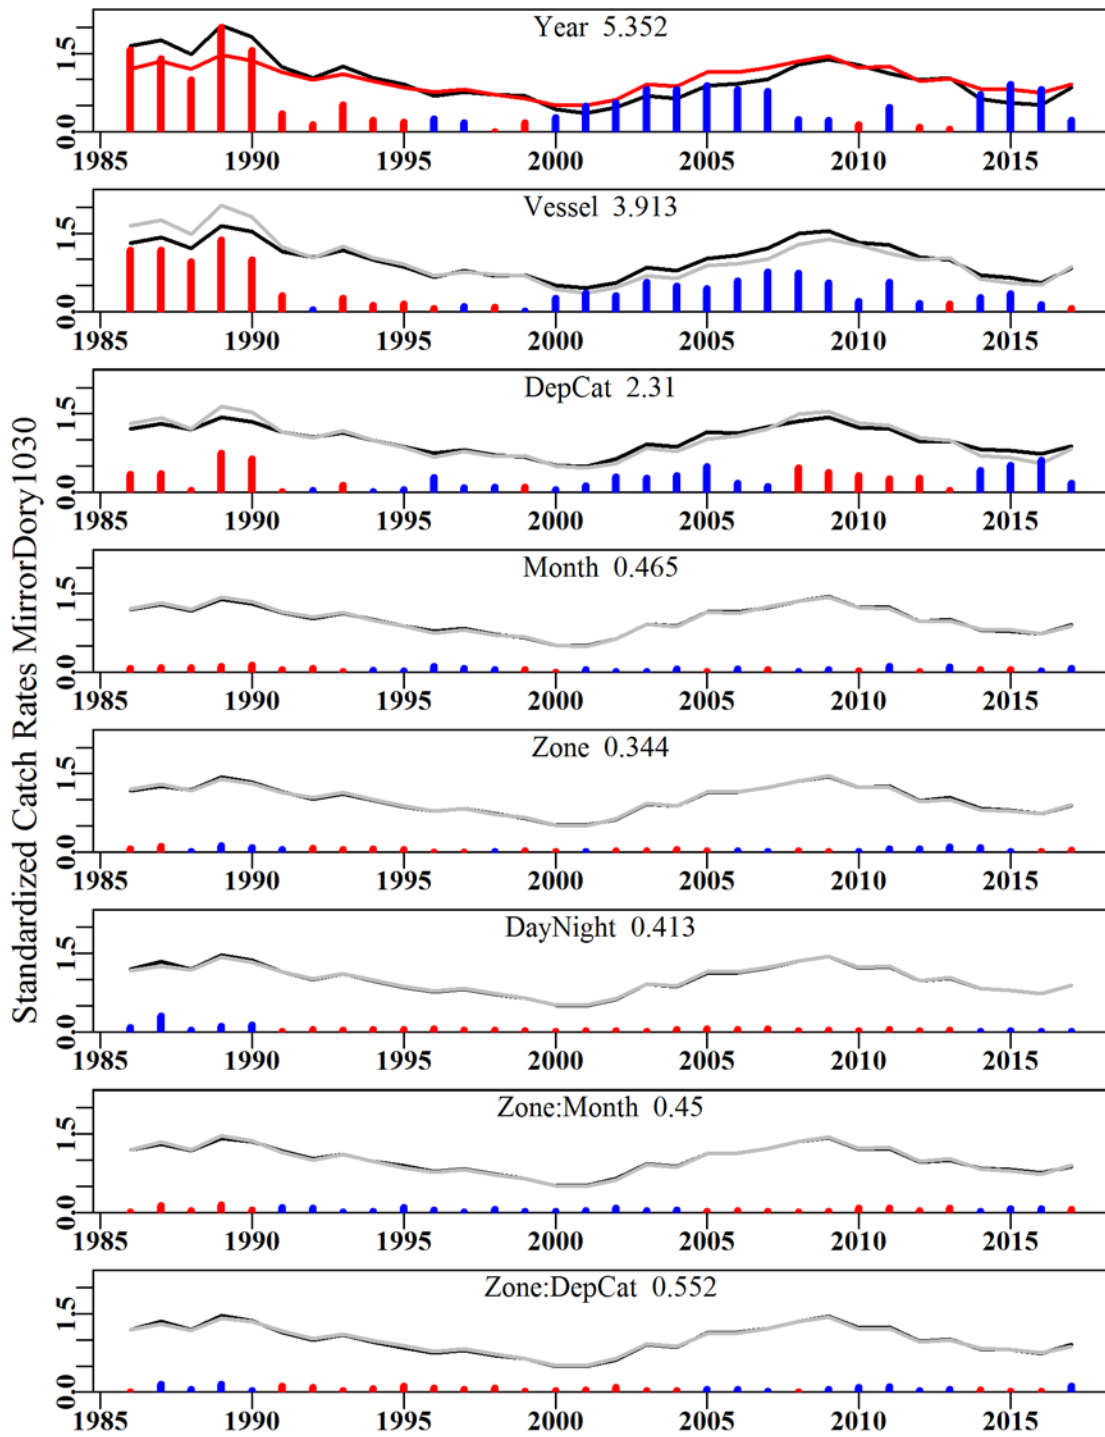 Standardized Catch Rates MirrorDory1030
Year 5.352
0.0 1.5
1985 1990 1995 2000 2005 2010 2015
Vessel 3.913
0.0 1.5
1985 1990 1995 2000 2005 2010 2015
DepCat 2.31
0.0 1.5
1985 1990 1995 2000 2005 2010 2015
Month 0.465
0.0 1.5
1985 1990 1995 2000 2005 2010 2015
Zone 0.344
0.0 1.5
1985 1990 1995 2000 2005 2010 2015
DayNight 0.413
0.0 1.5
1985 1990 1995 2000 2005 2010 2015
Zone:Month 0.45
0.0 1.5
1985 1990 1995 2000 2005 2010 2015
Zone:DepCat 0.552
0.0 1.5
1985 1990 1995 2000 2005 2010 2015